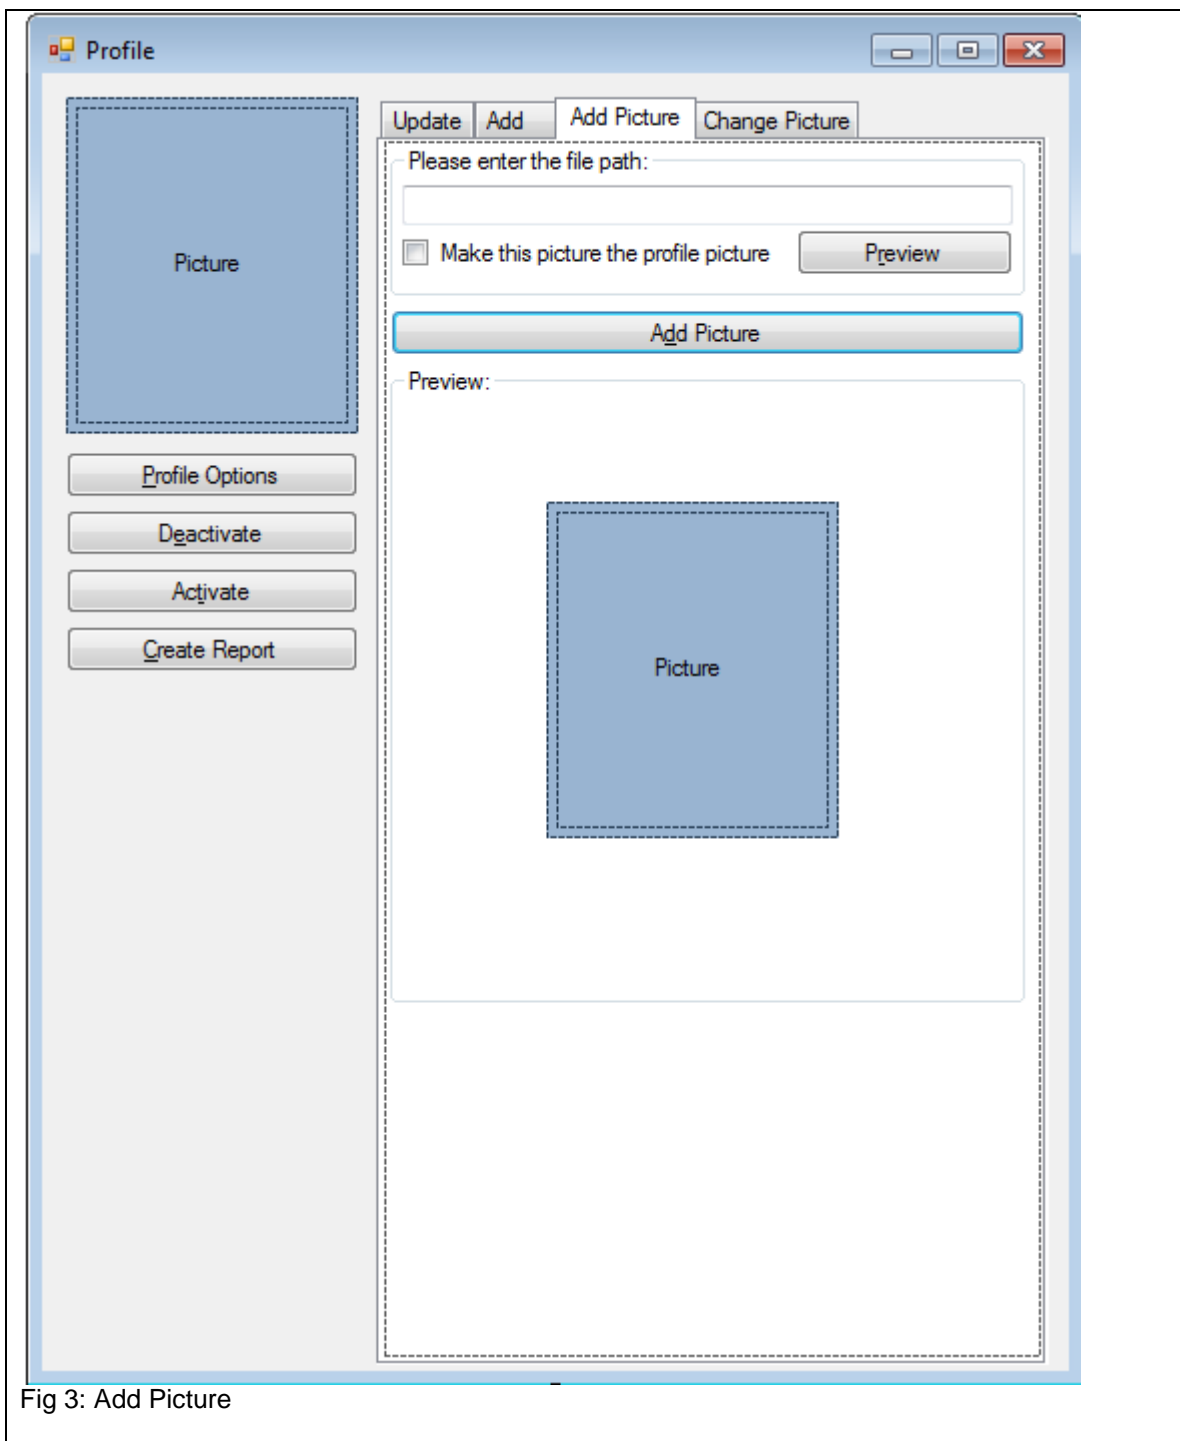 Profile
Picture
Profile Options
Deactivate
Activate
Create Report
Update Add Add Picture Change Picture
Please enter the file path:
Make this picture the profile picture Preview
Add Picture
Preview:
Picture
Fig 3: Add Picture